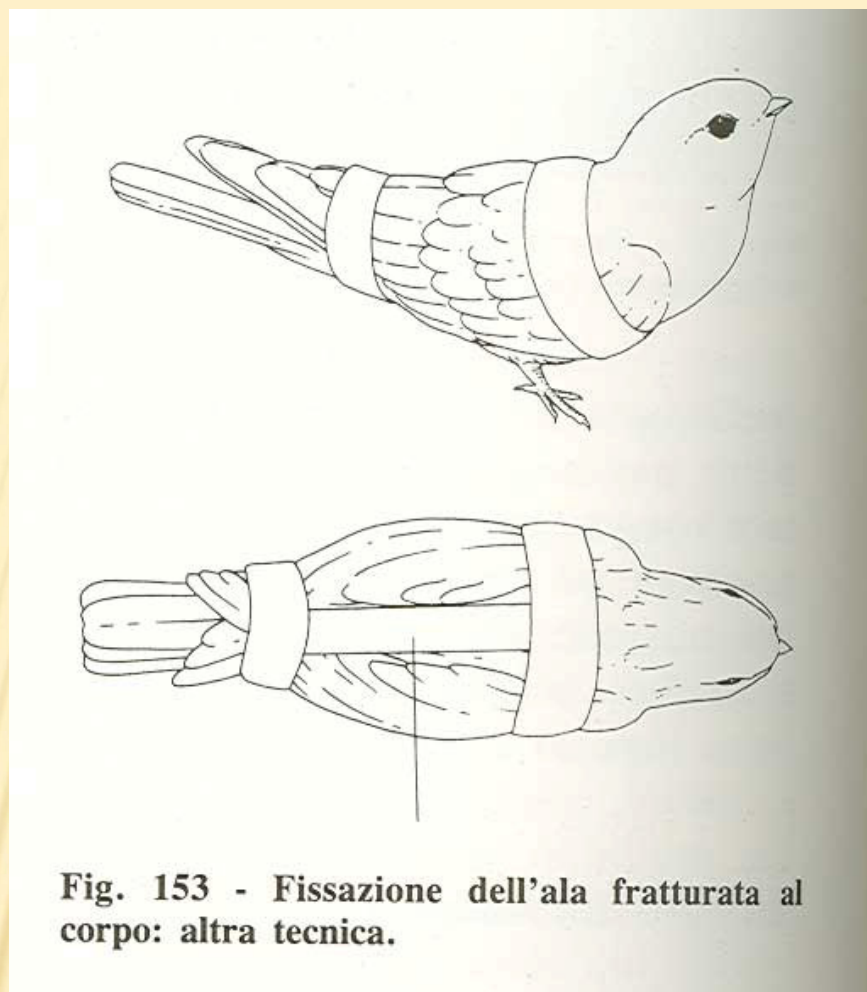 Fig. 153 - Fissazione dell'ala fratturata al
corpo: altra tecnica.